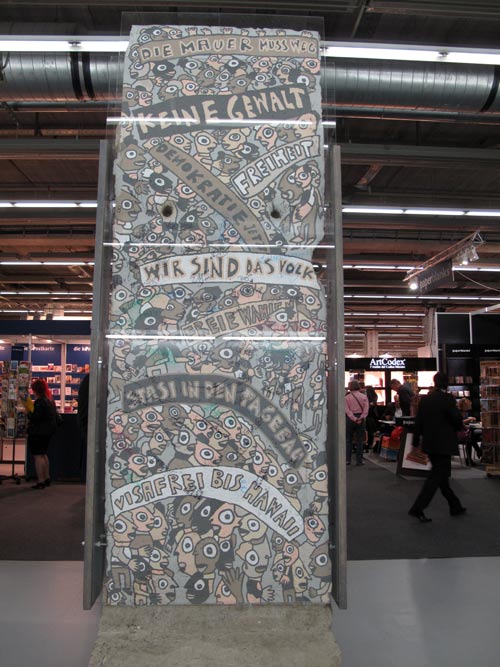 DIE MAUER MUSS WEG
KEINE GEWALT
FREIHEIT
DEMOKRATIE
WIR SIND DAS VOLK
FREIE WAHLEN
STASI IN DEN TAGEBAU
VISAFREI BIS HAWAII
ArtCodex